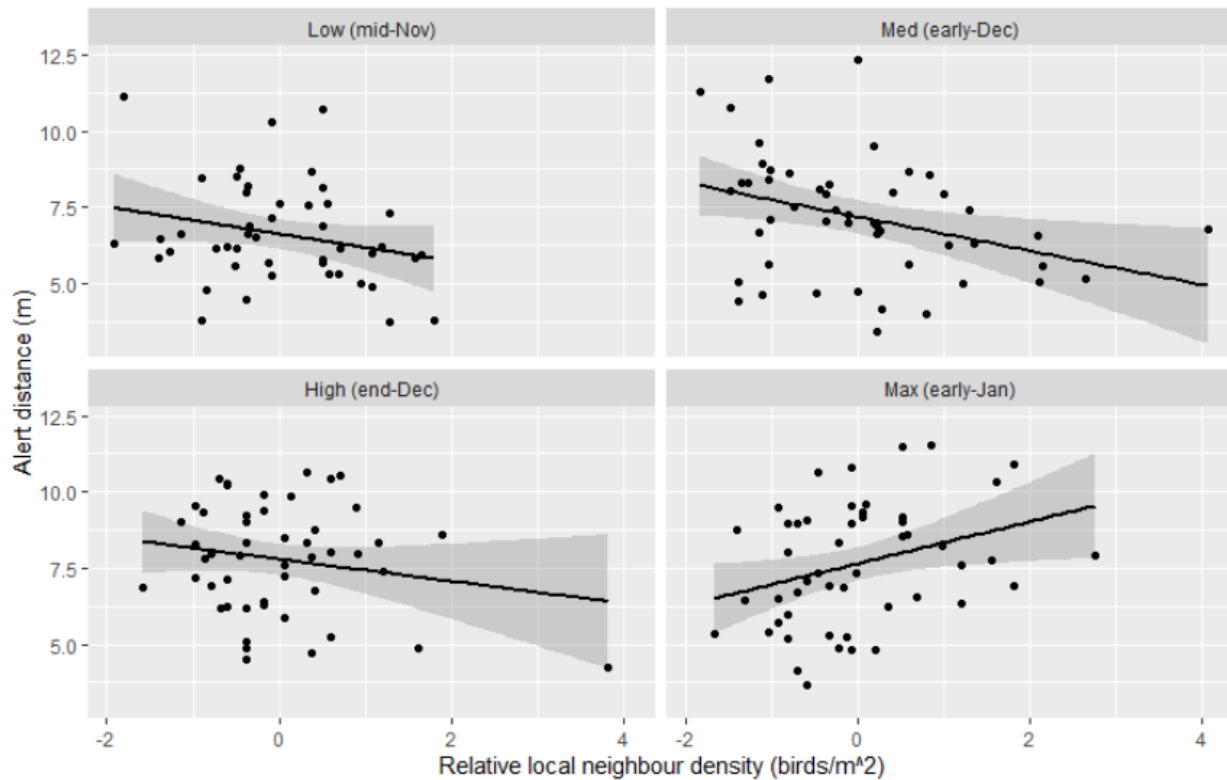 Low (mid-Nov)
Med (early-Dec)
12.5
10.0
7.5
5.0
High (end-Dec)
Max (early-Jan)
12.5
10.0
7.5
5.0
-2
0
2
4
-2
0
2
4
Alert distance (m)
Relative local neighbour density (birds/m^2)